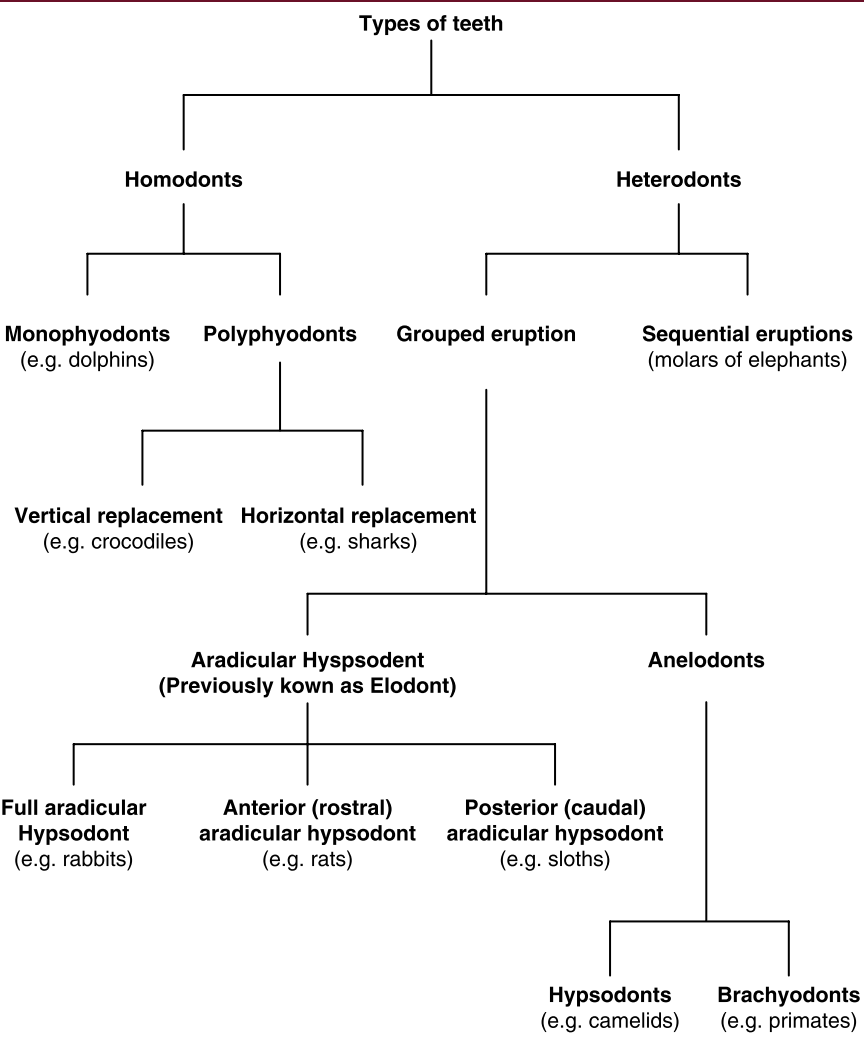 Types of teeth
Homodonts
Heterodonts
Monophyodonts
(e.g. dolphins)
Polyphyodonts
Grouped eruption
Sequential eruptions
(molars of elephants)
Vertical replacement
(e.g. crocodiles)
Horizontal replacement
(e.g. sharks)
Aradicular Hyspsodent
(Previously kown as Elodont)
Anelodonts
Full aradicular
Hypsodont
(e.g. rabbits)
Anterior (rostral)
aradicular hypsodont
(e.g. rats)
Posterior (caudal)
aradicular hypsodont
(e.g. sloths)
Hypsodonts
(e.g. camelids)
Brachyodonts
(e.g. primates)